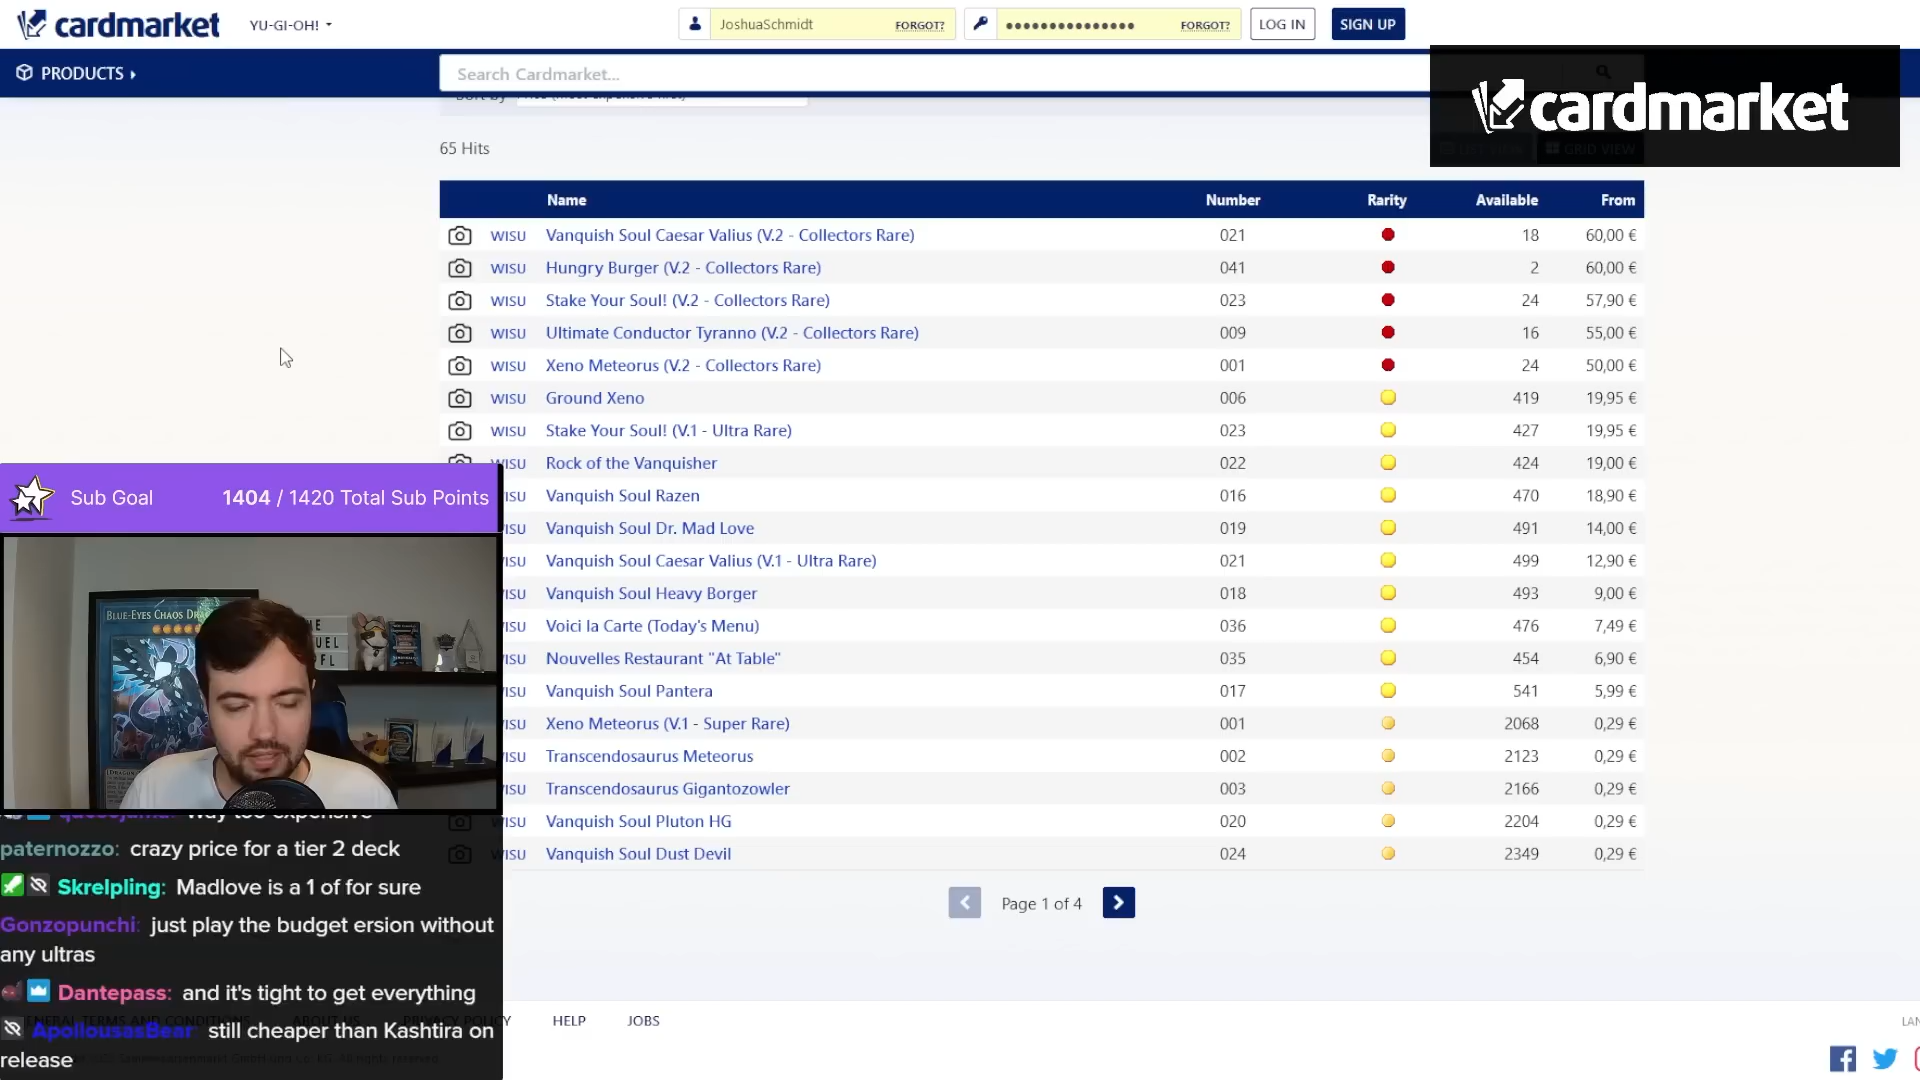 cardmarket
YU-GI-OH!
JoshuaSchmidt
FORGOT?
FORGOT?
LOG IN
SIGN UP
PRODUCTS
Search Cardmarket...
cardmarket
65 Hits
GRID VIEW
Name Number Rarity Available From
WISU Vanquish Soul Caesar Valius (V.2 - Collectors Rare) 021 18 60,00 €
WISU Hungry Burger (V.2 - Collectors Rare) 041 2 60,00 €
WISU Stake Your Soul! (V.2 - Collectors Rare) 023 24 57,90 €
WISU Ultimate Conductor Tyranno (V.2 - Collectors Rare) 009 16 55,00 €
WISU Xeno Meteorus (V.2 - Collectors Rare) 001 24 50,00 €
WISU Ground Xeno 006 419 19,95 €
WISU Stake Your Soul! (V.1 - Ultra Rare) 023 427 19,95 €
WISU Rock of the Vanquisher 022 424 19,00 €
Vanquish Soul Razen 016 470 18,90 €
Vanquish Soul Dr. Mad Love 019 491 14,00 €
Vanquish Soul Caesar Valius (V.1 - Ultra Rare) 021 499 12,90 €
Vanquish Soul Heavy Borger 018 493 9,00 €
Voici la Carte (Today's Menu) 036 476 7,49 €
Nouvelles Restaurant "At Table" 035 454 6,90 €
Vanquish Soul Pantera 017 541 5,99 €
Xeno Meteorus (V.1 - Super Rare) 001 2068 0,29 €
Transcendosaurus Meteorus 002 2123 0,29 €
Transcendosaurus Gigantozowler 003 2166 0,29 €
Vanquish Soul Pluton HG 020 2204 0,29 €
WISU Vanquish Soul Dust Devil 024 2349 0,29 €
Page 1 of 4
HELP
JOBS
Sub Goal 1404 / 1420 Total Sub Points
BLUE-EYES CHAOS
paternozzo: crazy price for a tier 2 deck
Skrelpling: Madlove is a 1 of for sure
Gonzopunchi: just play the budget ersion without
any ultras
Dantepass: and it's tight to get everything
ApollousasBear still cheaper than Kashtira on
release